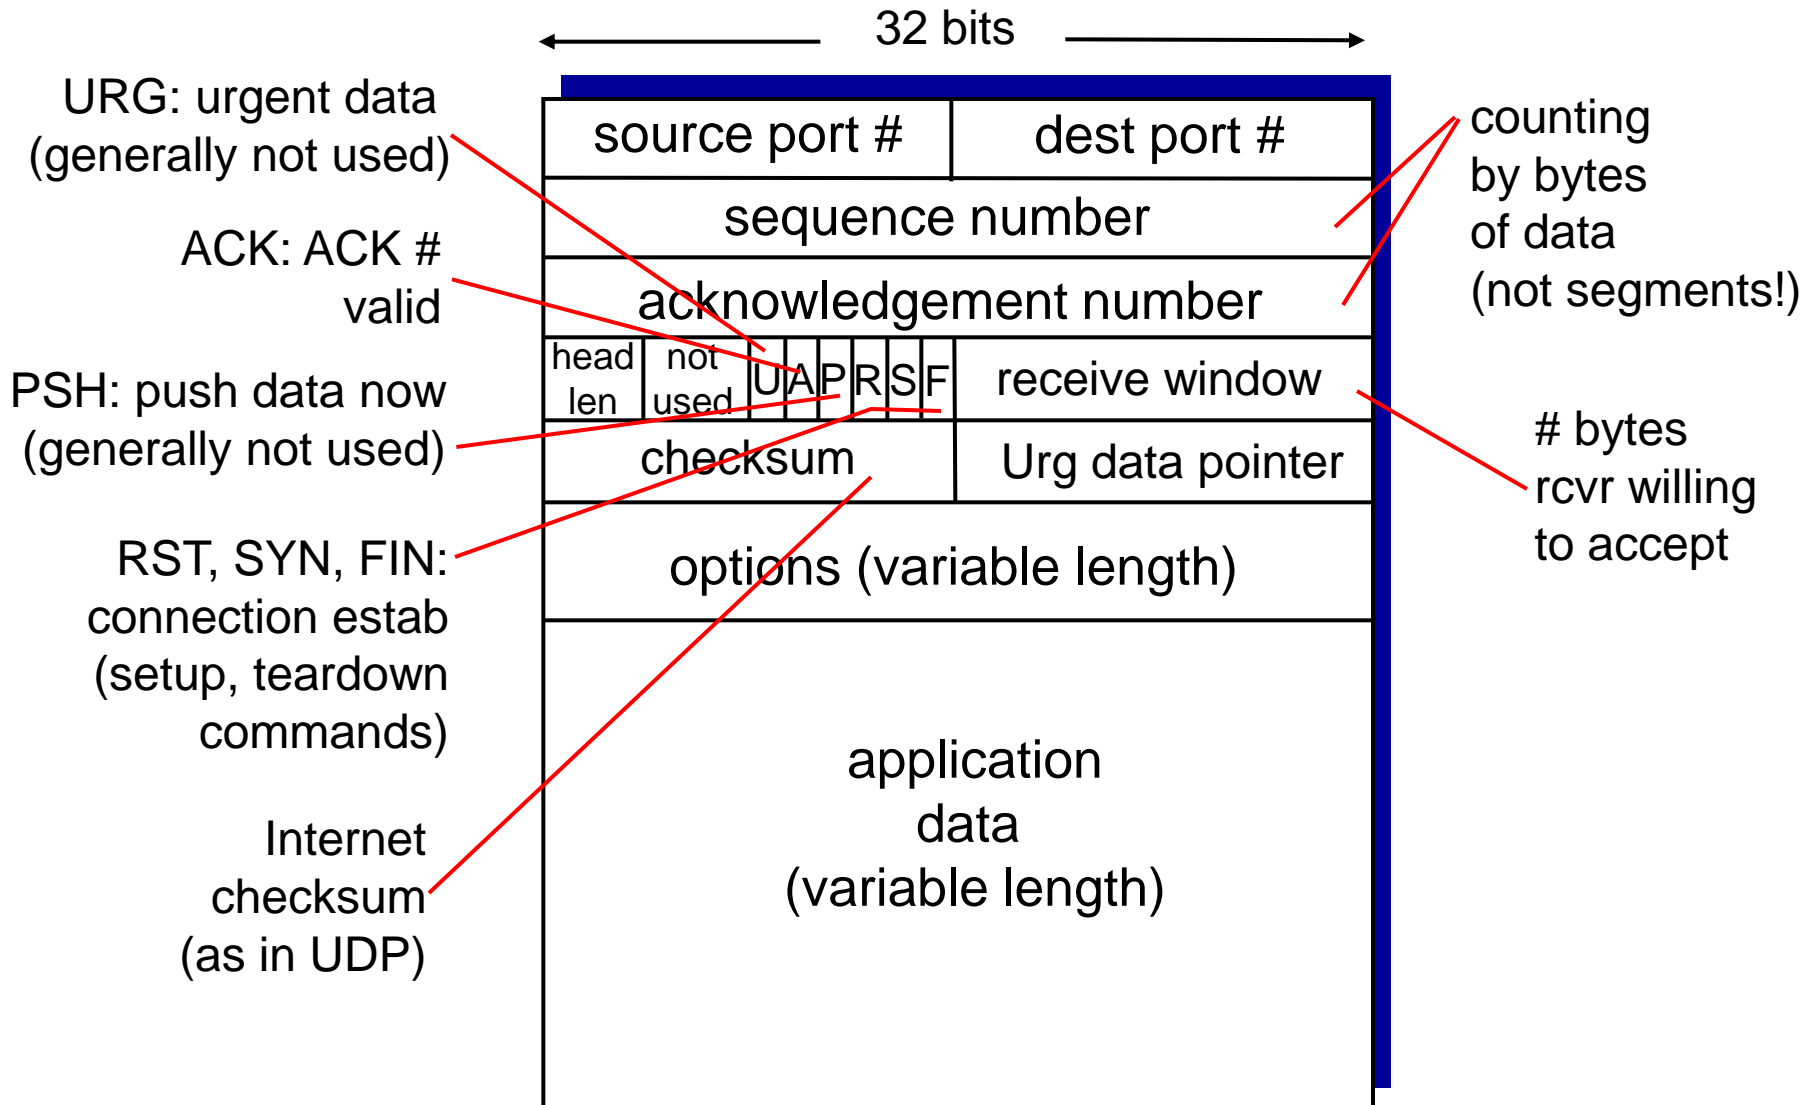 32 bits
URG: urgent data
(generally not used)
ACK: ACK #
valid
PSH: push data now
(generally not used)
RST, SYN, FIN:
connection estab
(setup, teardown
commands)
Internet
checksum
(as in UDP)
source port #
dest port #
sequence number
acknowledgement number
head
len
not
used
U
A
P
R
S
F
receive window
checksum
Urg data pointer
options (variable length)
application
data
(variable length)
counting
by bytes
of data
(not segments!)
# bytes
rcvr willing
to accept